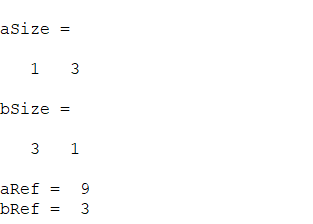 aSize =
1 3
bSize =
3 1
aRef = 9
bRef = 3